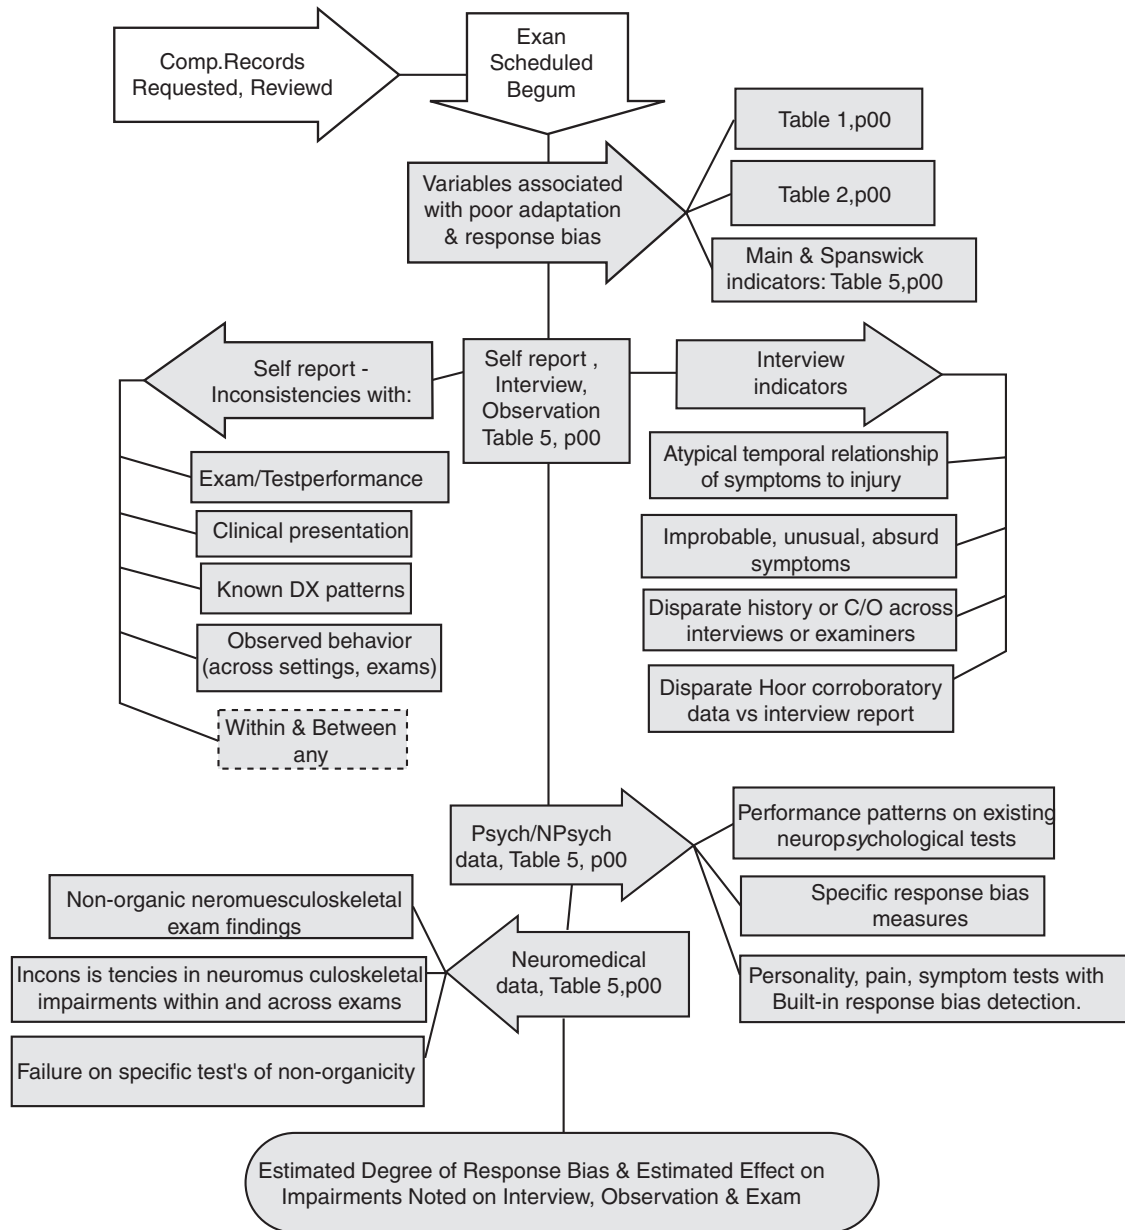 Comp.Records
Requested, Reviewd
Exan
Scheduled
Begum
Variables associated
with poor adaptation
& response bias
Table 1,p00
Table 2,p00
Main & Spanswick
indicators: Table 5,p00
Self report -
Inconsistencies with:
Self report ,
Interview,
Observation
Table 5, p00
Interview
indicators
Exam/Testperformance
Clinical presentation
Known DX patterns
Observed behavior
(across settings, exams)
Within & Between
any
Atypical temporal relationship
of symptoms to injury
Improbable, unusual, absurd
symptoms
Disparate history or C/O across
interviews or examiners
Disparate Hoor corroboratory
data vs interview report
Psych/NPsych
data, Table 5, p00
Performance patterns on existing
neuropsychological tests
Specific response bias
measures
Personality, pain, symptom tests with
Built-in response bias detection.
Neuromedical
data, Table 5,p00
Non-organic neromuesculoskeletal
exam findings
Incons is tencies in neuromus culoskeletal
impairments within and across exams
Failure on specific test's of non-organicity
Estimated Degree of Response Bias & Estimated Effect on
Impairments Noted on Interview, Observation & Exam